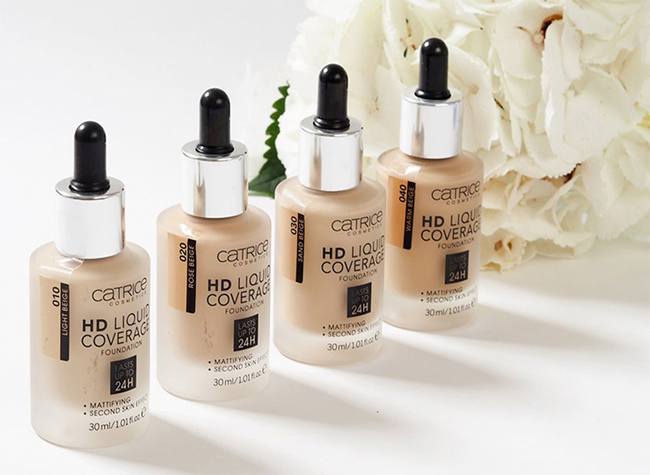 010
LIGHT BEIGE
CATRICE
COSMETICS
HD LIQUID
COVERAGE
FOUNDATION
LASTS
UP TO
24H
• MATTIFYING
• SECOND SKIN EFFECT
30ml/1.01fl.oz℮
020
ROSE BEIGE
CATRICE
COSMETICS
HD LIQUID
COVERAGE
FOUNDATION
LASTS
UP TO
24H
• MATTIFYING
• SECOND SKIN EFFECT
30ml/1.01fl.oz
030
SAND BEIGE
CATRICE
COSMETICS
HD LIQUID
COVERAGE
FOUNDATION
LASTS
UP TO
24H
• MATTIFYING
• SECOND SKIN EFFECT
30ml/1.01fl.oz.
040
WARM BEIGE
CATRICE
COSMETICS
HD LIQUID
COVERAGE
FOUNDATION
LASTS
UP TO
24H
• MATTIFYING
• SECOND SKIN EFFECT
30ml/1.01fl.oz.